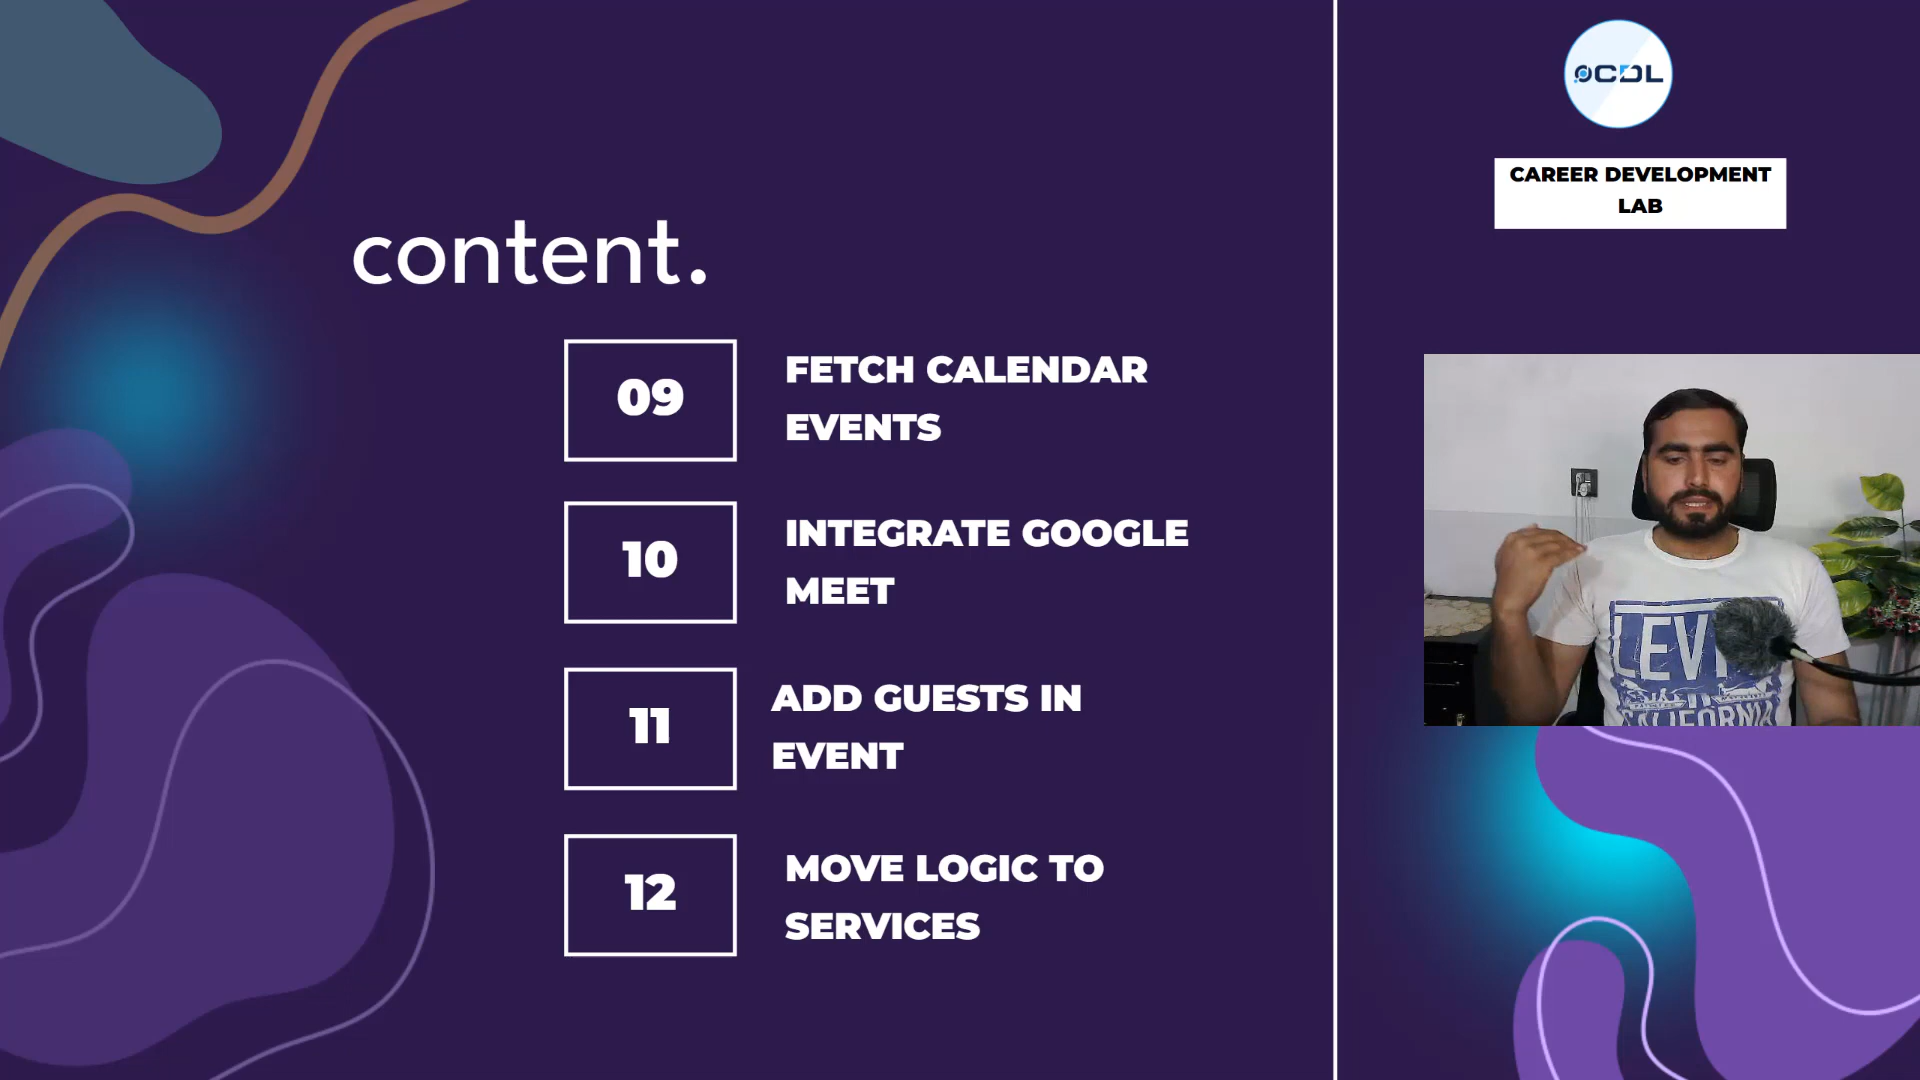 CDL
CAREER DEVELOPMENT
LAB
content.
09
FETCH CALENDAR
EVENTS
10
INTEGRATE GOOGLE
MEET
11
ADD GUESTS IN
EVENT
12
MOVE LOGIC TO
SERVICES
CALIFORNIA